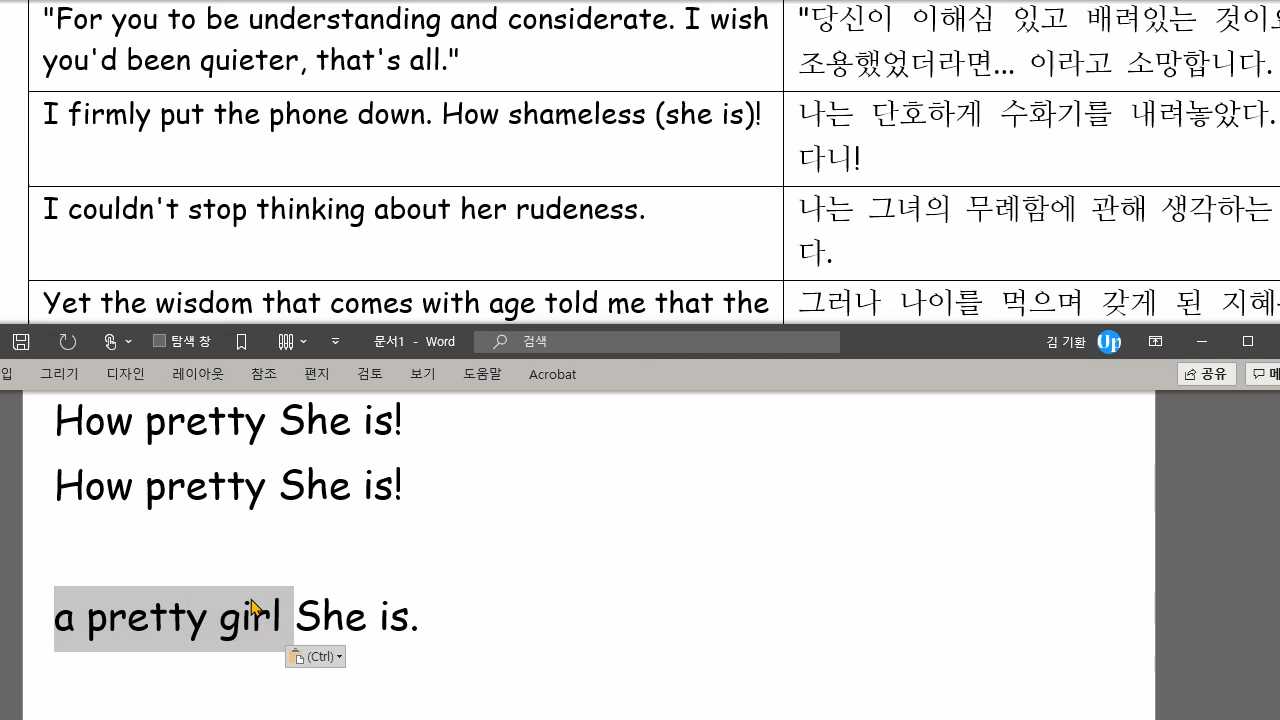 "For you to be understanding and considerate. I wish
you'd been quieter, that's all."
"당신이 이해심 있고 배려있는
조용했었더라면... 이라고 소망합니다.
I firmly put the phone down. How shameless (she is)!
나는 단호하게 수화기를 내려놓았다.
다니!
I couldn't stop thinking about her rudeness.
나는 그녀의 무례함에 관해 생각하는
다.
Yet the wisdom that comes with age told me that the
그러나 나이를 먹으며 갖게 된 지혜
탐색 창
문서1 - Word
검색
김 기환
Up
입 그리기 디자인 레이아웃 참조 편지 검토 보기 도움말 Acrobat
공유
메
How pretty She is!
How pretty She is!
a pretty girl She is.
(Ctrl)